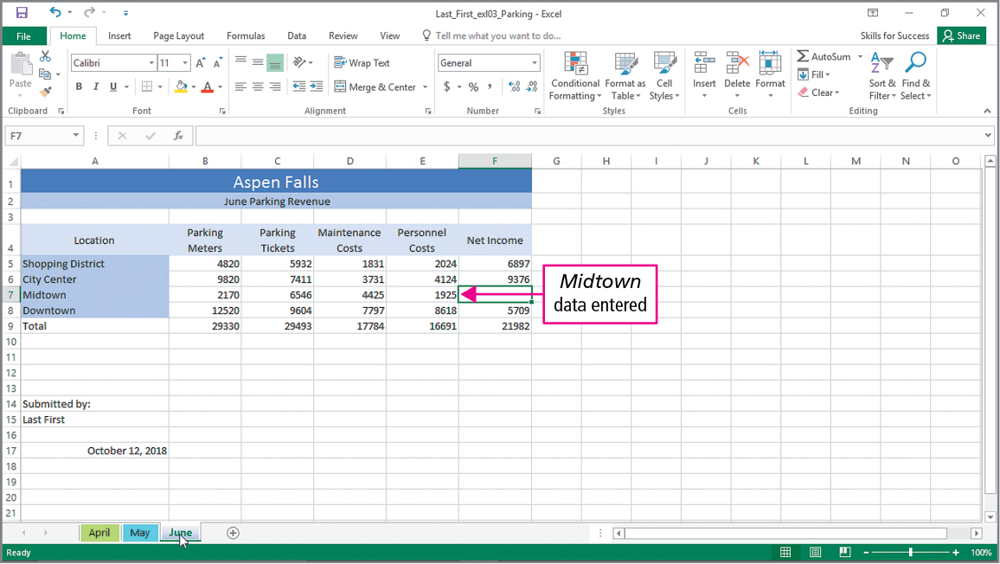 Last_First_exl03_Parking - Excel
File Home Insert Page Layout Formulas Data Review View Tell me what you want to do... Skills for Success Share
Calibri 11 Wrap Text General AutoSum
Paste Conditional Format as Cell Insert Delete Format Fill Sort & Find &
B I U Merge & Center $ % , Formatting Table Styles Clear Filter Select
Clipboard Font Alignment Number Styles Cells Editing
F7 fx
A B C D E F G H I J K L M N O
1 Aspen Falls
2 June Parking Revenue
3
4 Location Parking Meters Parking Tickets Maintenance Costs Personnel Costs Net Income
5 Shopping District 4820 5932 1831 2024 6897
6 City Center 9820 7411 3731 4124 9376
7 Midtown 2170 6546 4425 1925
8 Downtown 12520 9604 7797 8618 5709
9 Total 29330 29493 17784 16691 21982
Midtown
data entered
10
11
12
13
14 Submitted by:
15 Last First
16
17 October 12, 2018
18
19
20
21
April May June
Ready 100%